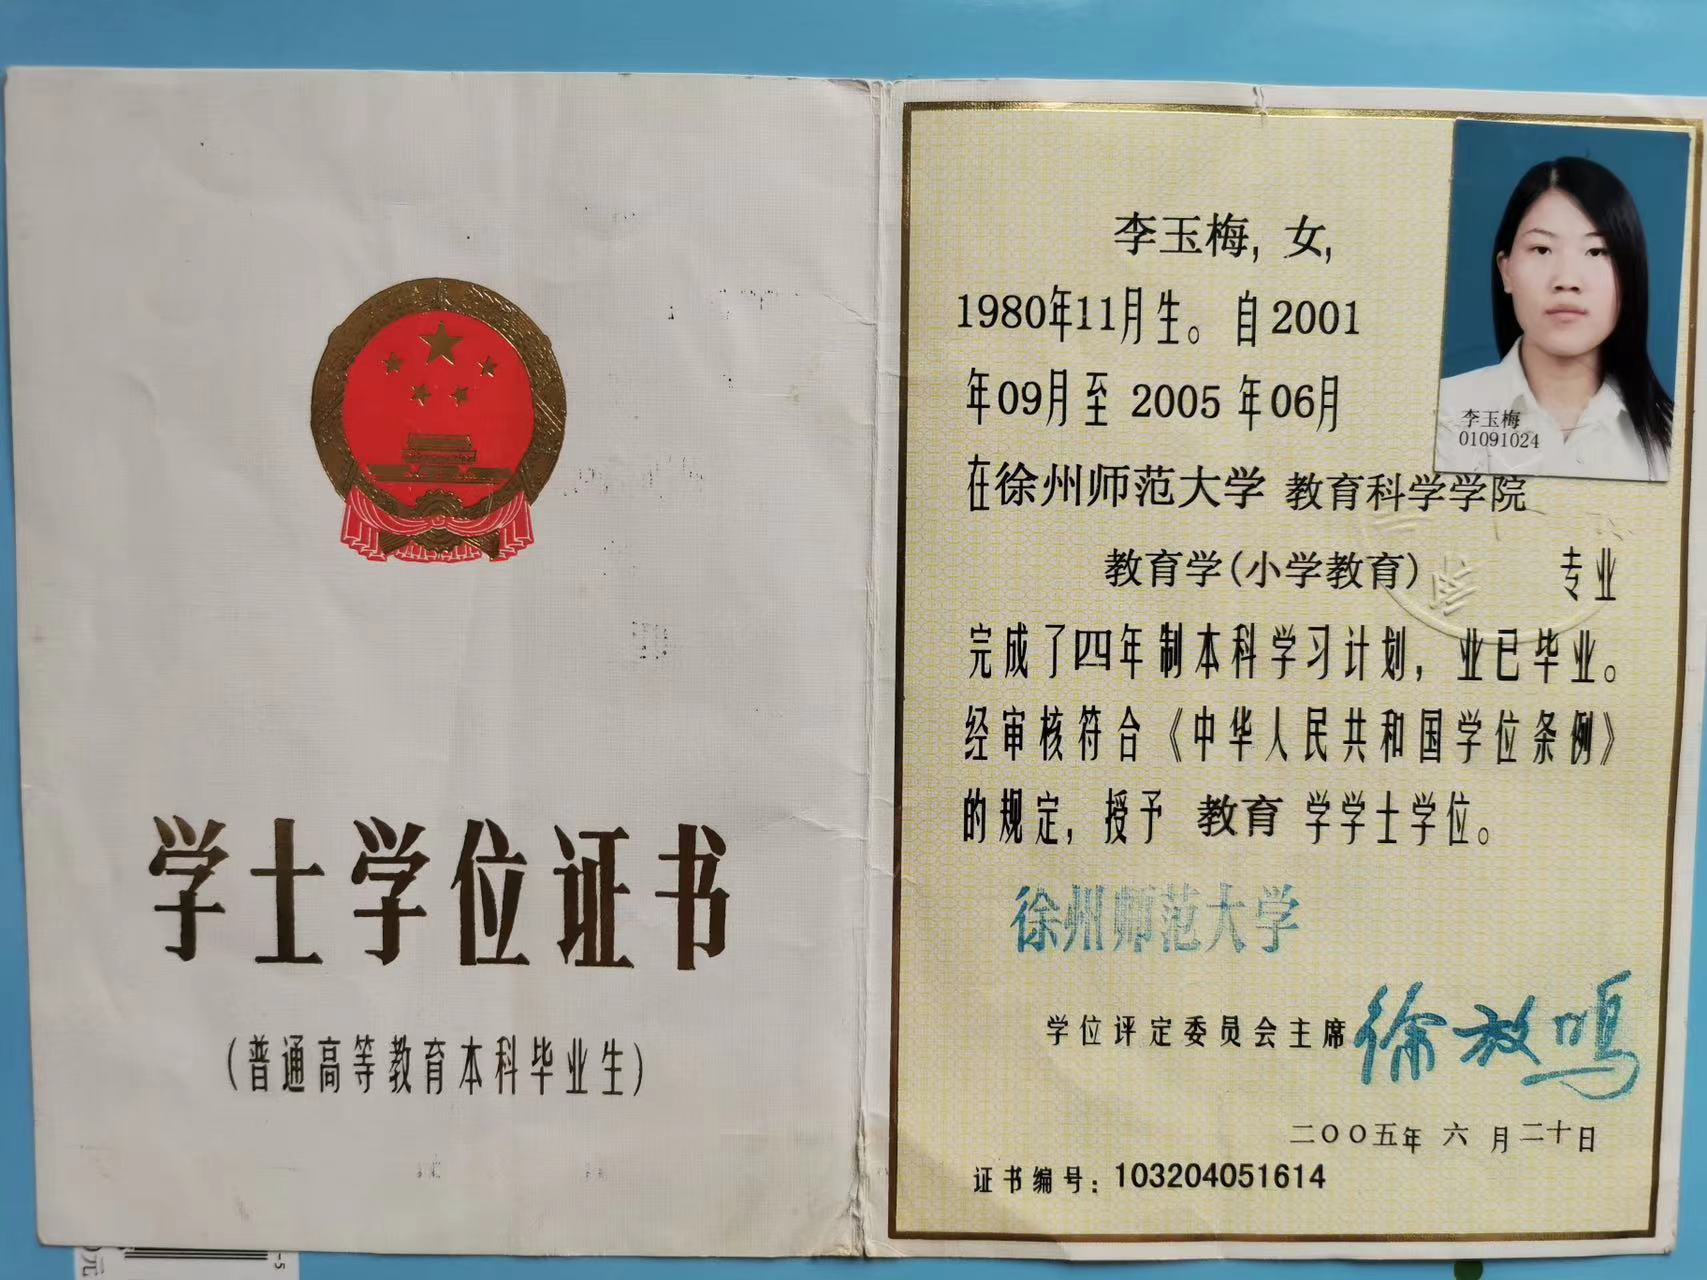 学士学位证书
(普通高等教育本科毕业生)
李玉梅, 女,
1980年11月生。自2001
年09月至 2005 年06月
在徐州师范大学 教育科学学院
教育学(小学教育) 专业
完成了四年制本科学习计划, 业已毕业。
经审核符合《中华人民共和国学位条例》
的规定, 授予 教育 学学士学位。
徐州师范大学
学位评定委员会主席 徐放鸣
二〇〇五年 六 月 二十日
证书编号: 103204051614
李玉梅
01091024